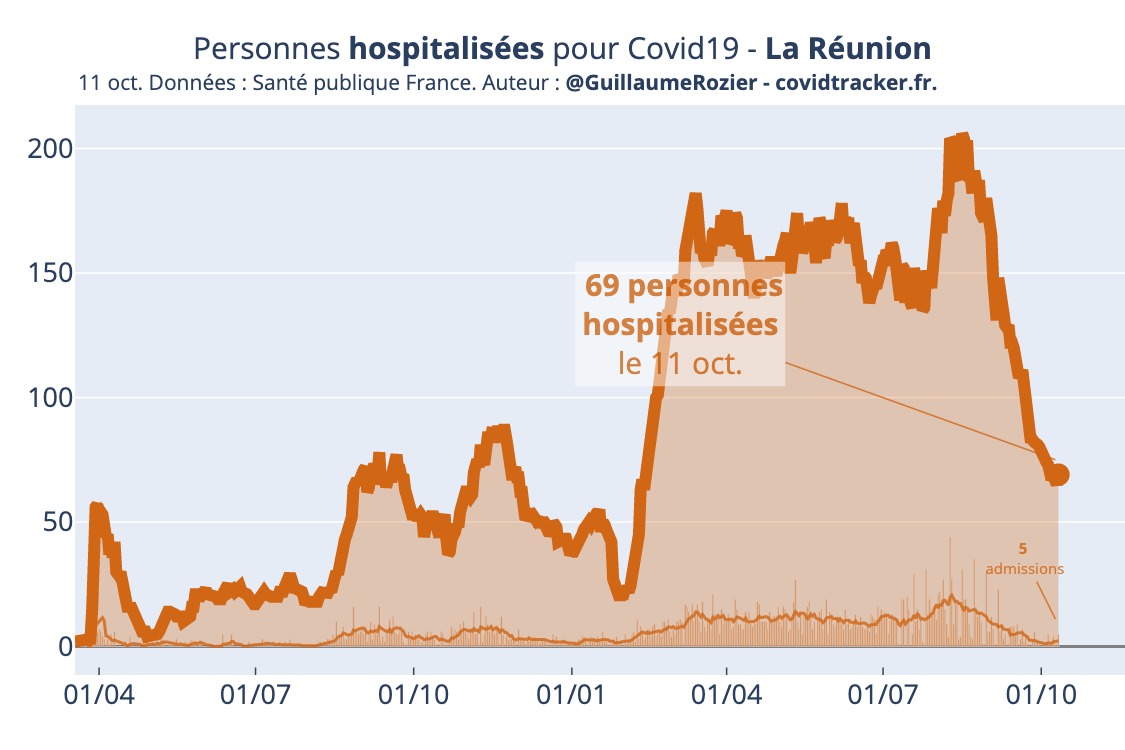 Personnes hospitalisées pour Covid19 - La Réunion
11 oct. Données : Santé publique France. Auteur : @GuillaumeRozier - covidtracker.fr.
200
150
100
50
0
69 personnes
hospitalisées
le 11 oct.
5
admissions
01/04
01/07
01/10
01/01
01/04
01/07
01/10